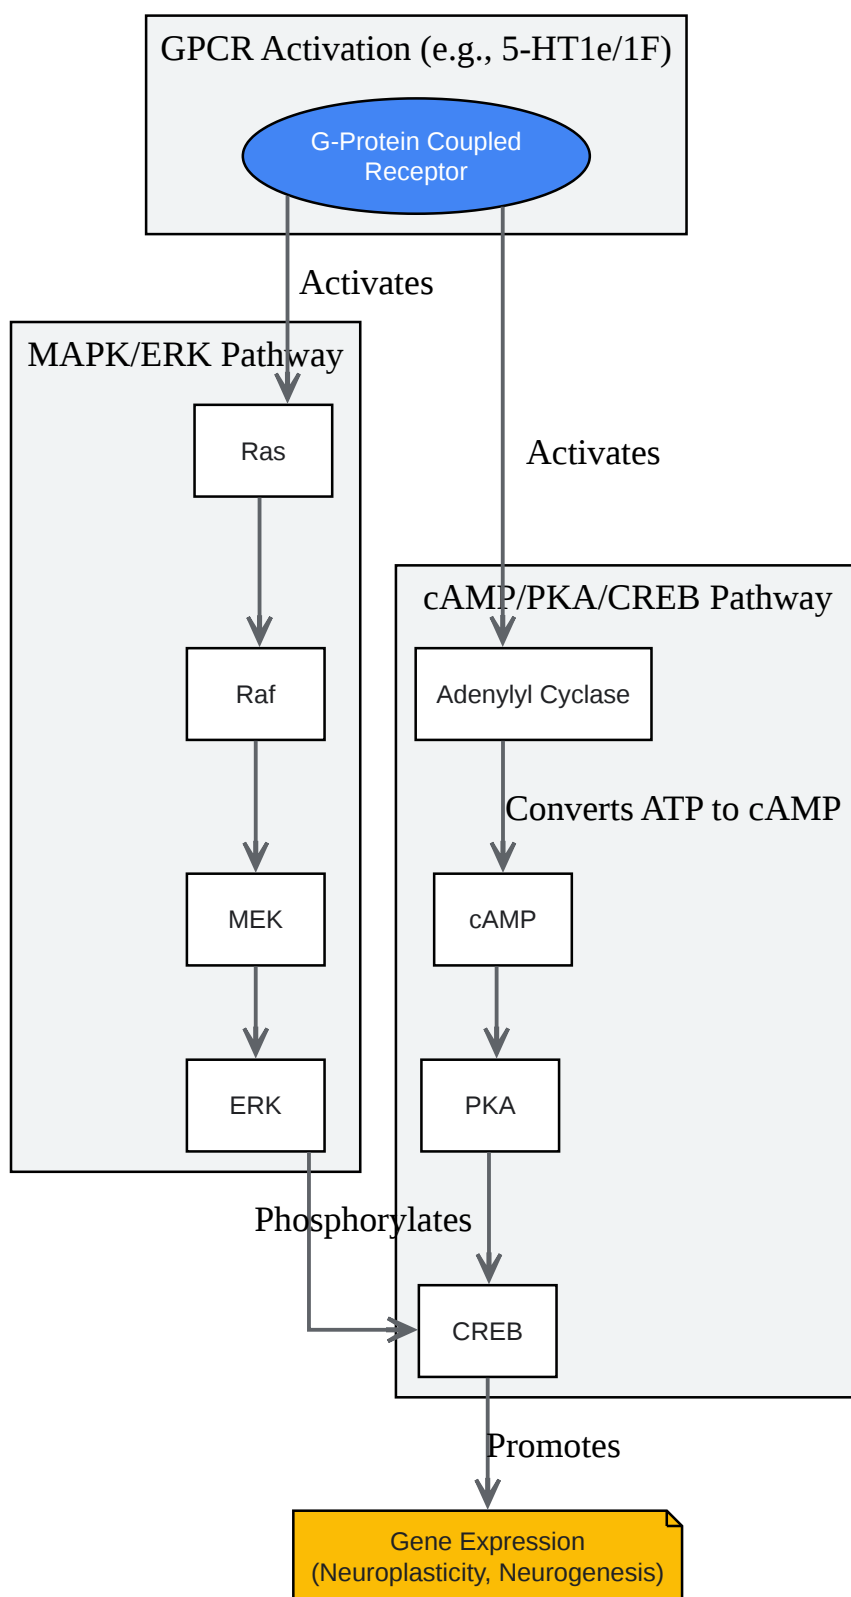 GPCR Activation (e.g., 5-HT1e/1F)
G-Protein Coupled
Receptor
Activates
MAPK/ERK Pathway
Ras
Activates
cAMP/PKA/CREB Pathway
Raf
Adenylyl Cyclase
Converts ATP to cAMP
MEK
cAMP
ERK
PKA
Phosphorylates
CREB
Promotes
Gene Expression
(Neuroplasticity, Neurogenesis)